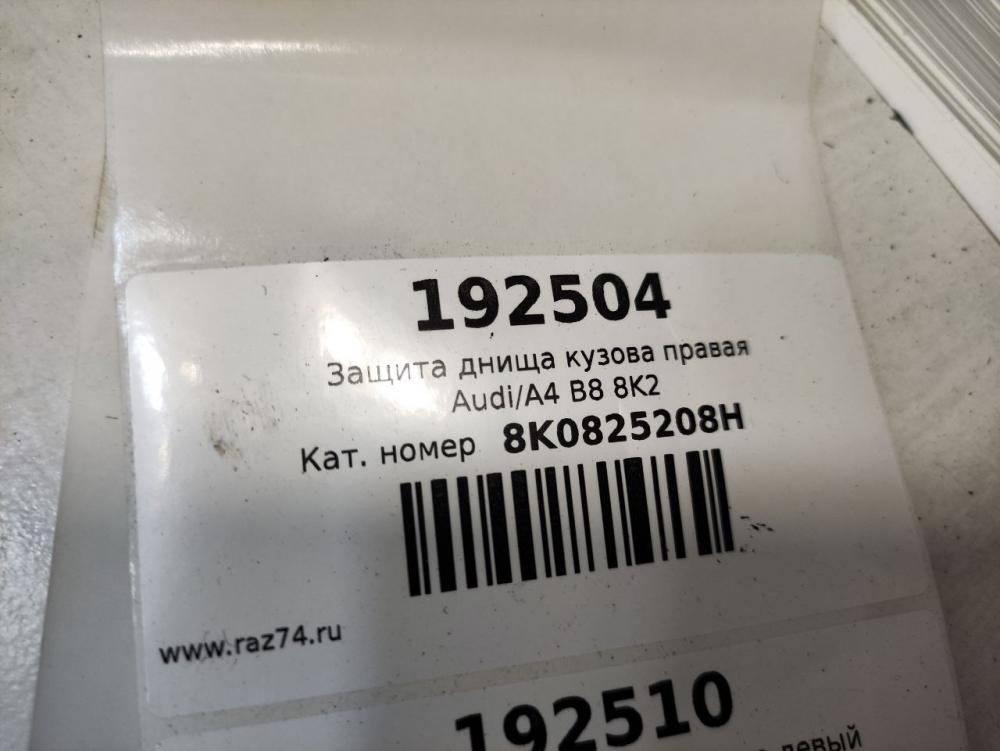 192504
Защита днища кузова правая
Audi/A4 B8 8K2
Кат. номер 8K0825208H
www.raz74.ru
192510
левый